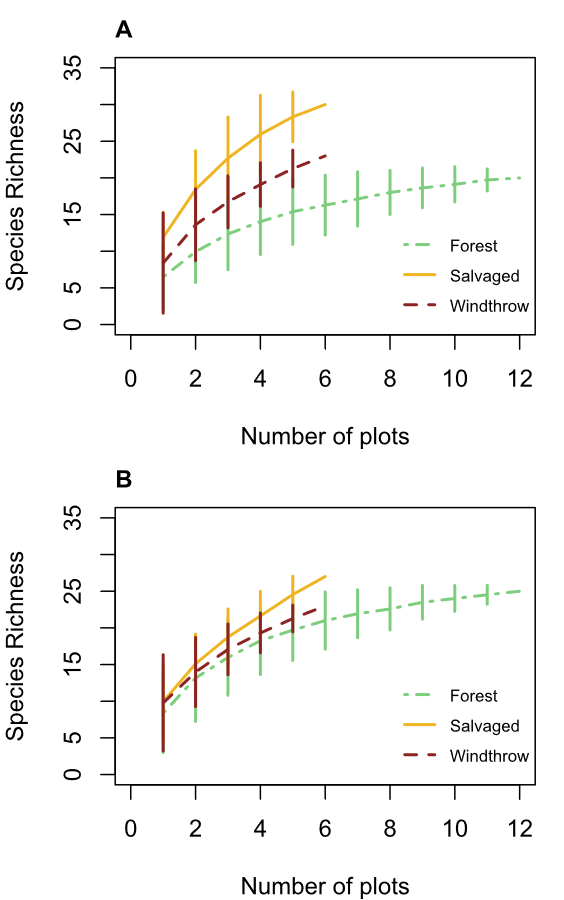 A
Species Richness
35
25
15
5
0
Forest
Salvaged
Windthrow
0 2 4 6 8 10 12
Number of plots
B
Species Richness
35
25
15
5
0
Forest
Salvaged
Windthrow
0 2 4 6 8 10 12
Number of plots